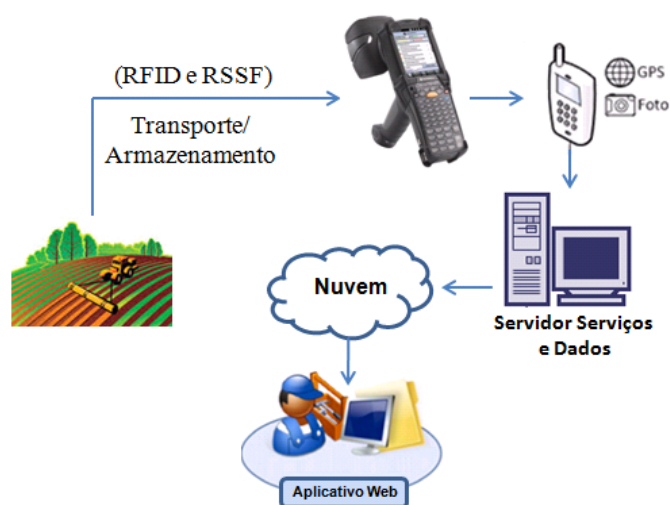 (RFID e RSSF)
Transporte/
Armazenamento
GPS
Foto
Servidor Serviços
e Dados
Nuvem
Aplicativo Web